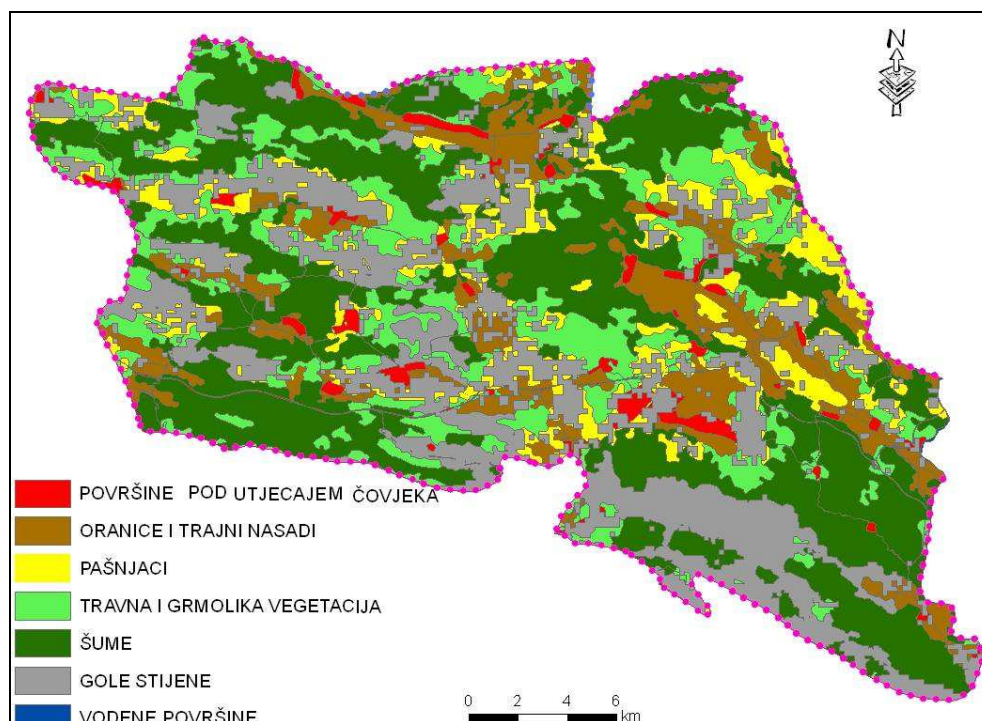 N
POVRŠINE POD UTJECAJEM ČOVJEKA
ORANICE I TRAJNI NASADI
PAŠNJACI
TRAVNA I GRMOLIKA VEGETACIJA
ŠUME
GOLE STIJENE
VODENE POVRŠINE
0 2 4 6
km